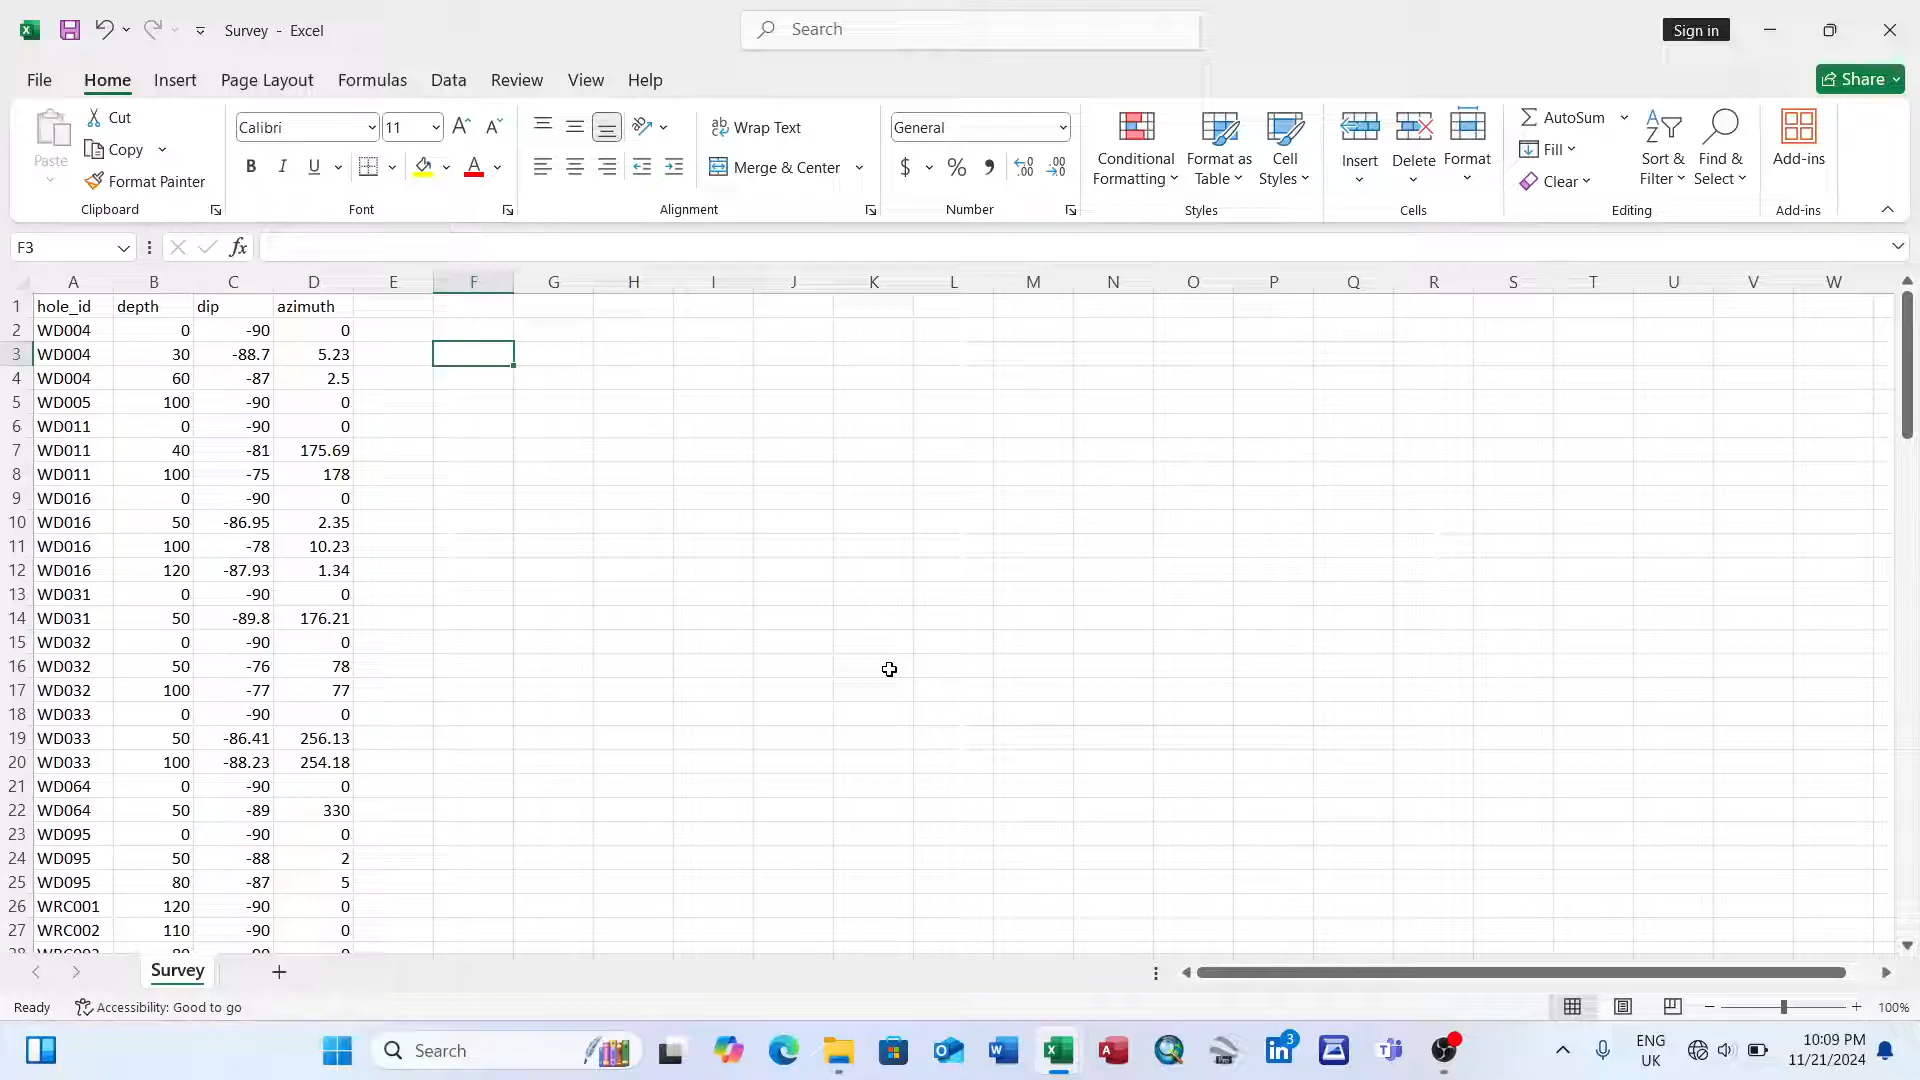 Survey - Excel
Search
Sign in
File Home Insert Page Layout Formulas Data Review View Help
Share
Paste
Cut
Copy
Format Painter
Clipboard
Calibri 11
B I U A
Font
Wrap Text
Merge & Center
Alignment
General
$ % ,
Number
Conditional Formatting
Format as Table
Cell Styles
Styles
Insert Delete Format
Cells
AutoSum
Fill
Clear
Sort & Filter
Find & Select
Editing
Add-ins
Add-ins
F3 fx
A B C D E F G H I J K L M N O P Q R S T U V W
1 hole_id depth dip azimuth
2 WD004 0 -90 0
3 WD004 30 -88.7 5.23
4 WD004 60 -87 2.5
5 WD005 100 -90 0
6 WD011 0 -90 0
7 WD011 40 -81 175.69
8 WD011 100 -75 178
9 WD016 0 -90 0
10 WD016 50 -86.95 2.35
11 WD016 100 -78 10.23
12 WD016 120 -87.93 1.34
13 WD031 0 -90 0
14 WD031 50 -89.8 176.21
15 WD032 0 -90 0
16 WD032 50 -76 78
17 WD032 100 -77 77
18 WD033 0 -90 0
19 WD033 50 -86.41 256.13
20 WD033 100 -88.23 254.18
21 WD064 0 -90 0
22 WD064 50 -89 330
23 WD095 0 -90 0
24 WD095 50 -88 2
25 WD095 80 -87 5
26 WRC001 120 -90 0
27 WRC002 110 -90 0
Survey
Ready Accessibility: Good to go
100%
Search
3
ENG
UK
10:09 PM
11/21/2024